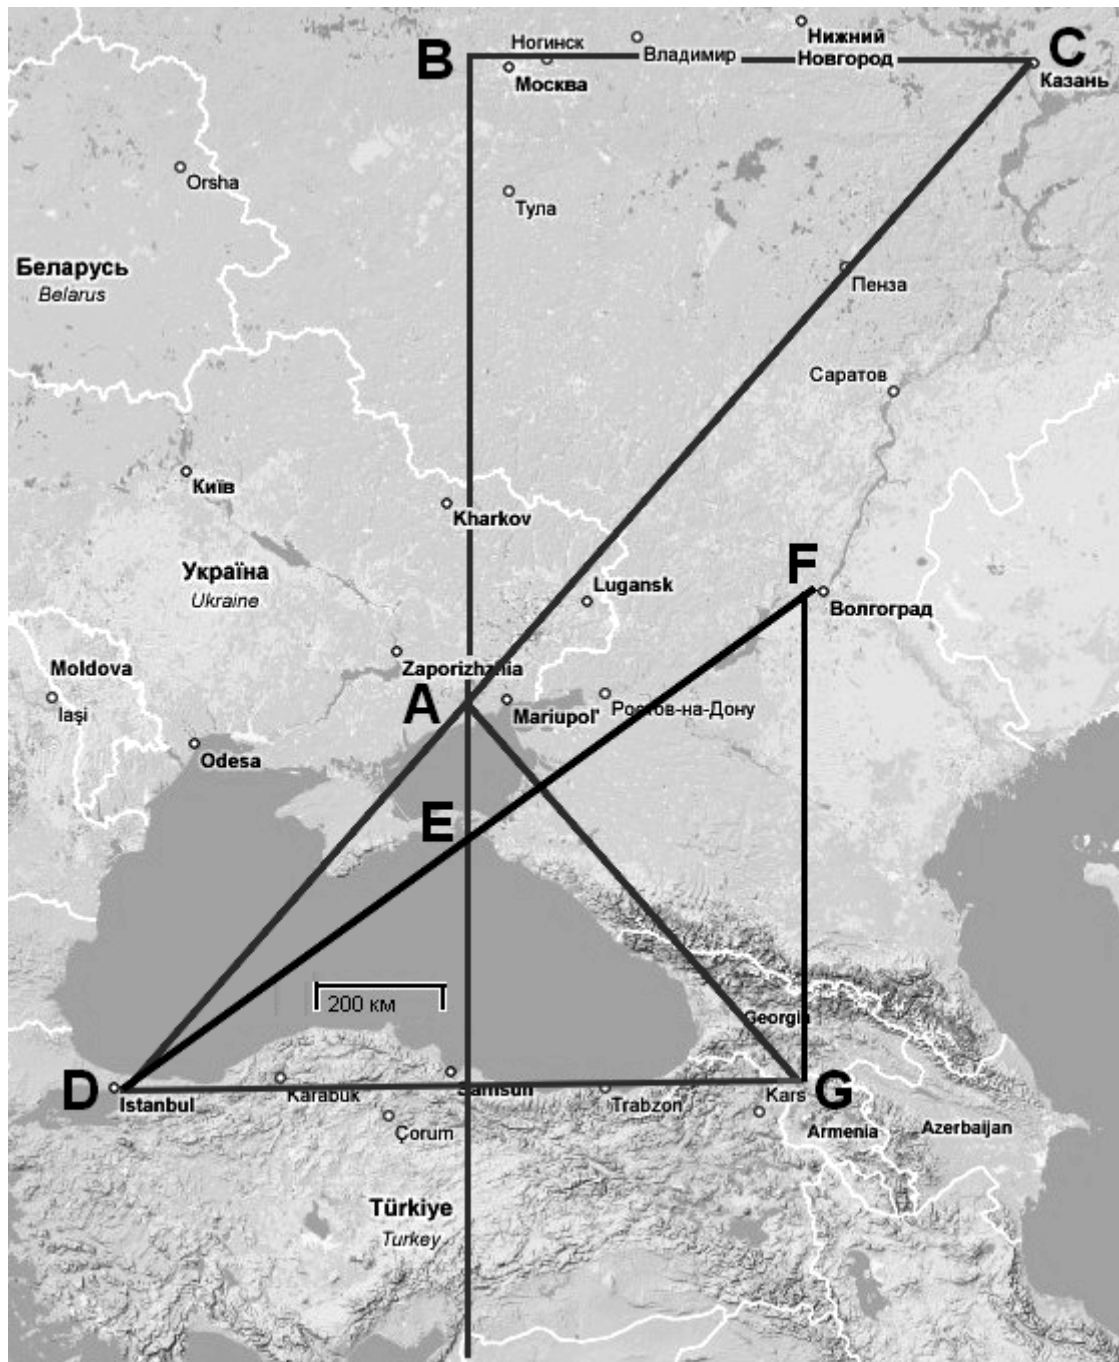 B
Ногинск
Владимир
Нижний
Новгород
C
Москва
Казань
Orsha
Тула
Беларусь
Belarus
Пенза
Саратов
Київ
Kharkov
F
Україна
Ukraine
Lugansk
Волгоград
Moldova
Zaporizhzhia
A
Iaşi
Mariupol'
Ростов-на-Дону
Odesa
E
200 км
Georgia
D
Istanbul
Karabük
Samsun
Trabzon
Kars
G
Çorum
Armenia
Azerbaijan
Türkiye
Turkey